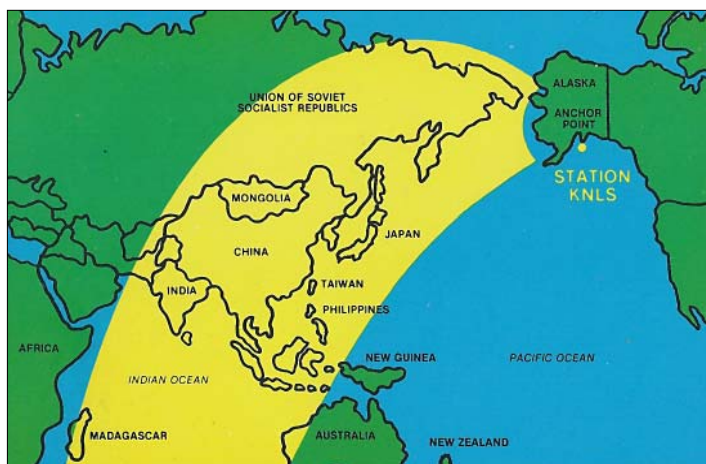 ALASKA
UNION OF SOVIET
SOCIALIST REPUBLICS
ANCHOR
POINT
STATION
KNLS
MONGOLIA
JAPAN
CHINA
TAIWAN
INDIA
PHILIPPINES
AFRICA
NEW GUINEA
PACIFIC OCEAN
INDIAN OCEAN
MADAGASCAR
AUSTRALIA
NEW ZEALAND